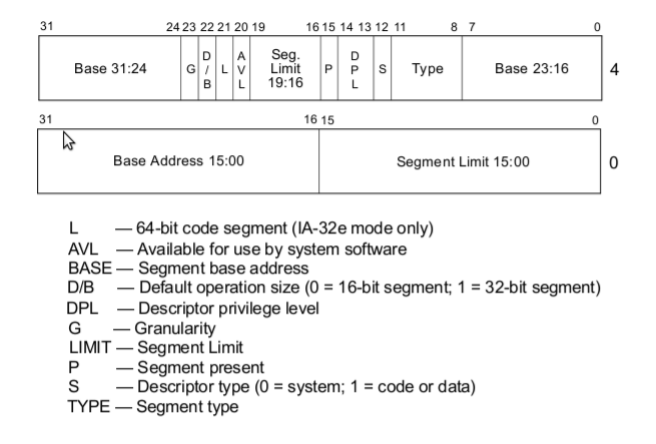 31 24 23 22 21 20 19 16 15 14 13 12 11 8 7 0
Base 31:24 G D/B L AVL Seg. Limit 19:16 P DPL S Type Base 23:16 4
31 16 15 0
Base Address 15:00 Segment Limit 15:00 0
L — 64-bit code segment (IA-32e mode only)
AVL — Available for use by system software
BASE — Segment base address
D/B — Default operation size (0 = 16-bit segment; 1 = 32-bit segment)
DPL — Descriptor privilege level
G — Granularity
LIMIT — Segment Limit
P — Segment present
S — Descriptor type (0 = system; 1 = code or data)
TYPE — Segment type